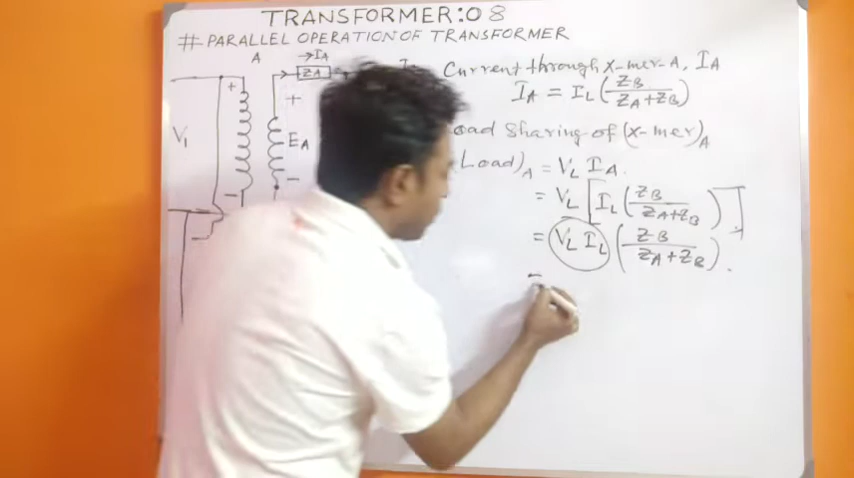 TRANSFORMER:08
# PARALLEL OPERATION OF TRANSFORMER
A
→IA
ZA
V1
+
+
EA
-
-
Current through x-mer-A, IA
IA = IL(ZB/ZA+ZB)
oad Sharing of (x-mer)A
Load)A = VL IA.
= VL [IL(ZB/ZA+ZB)]
= VL IL (ZB/ZA+ZB).
=